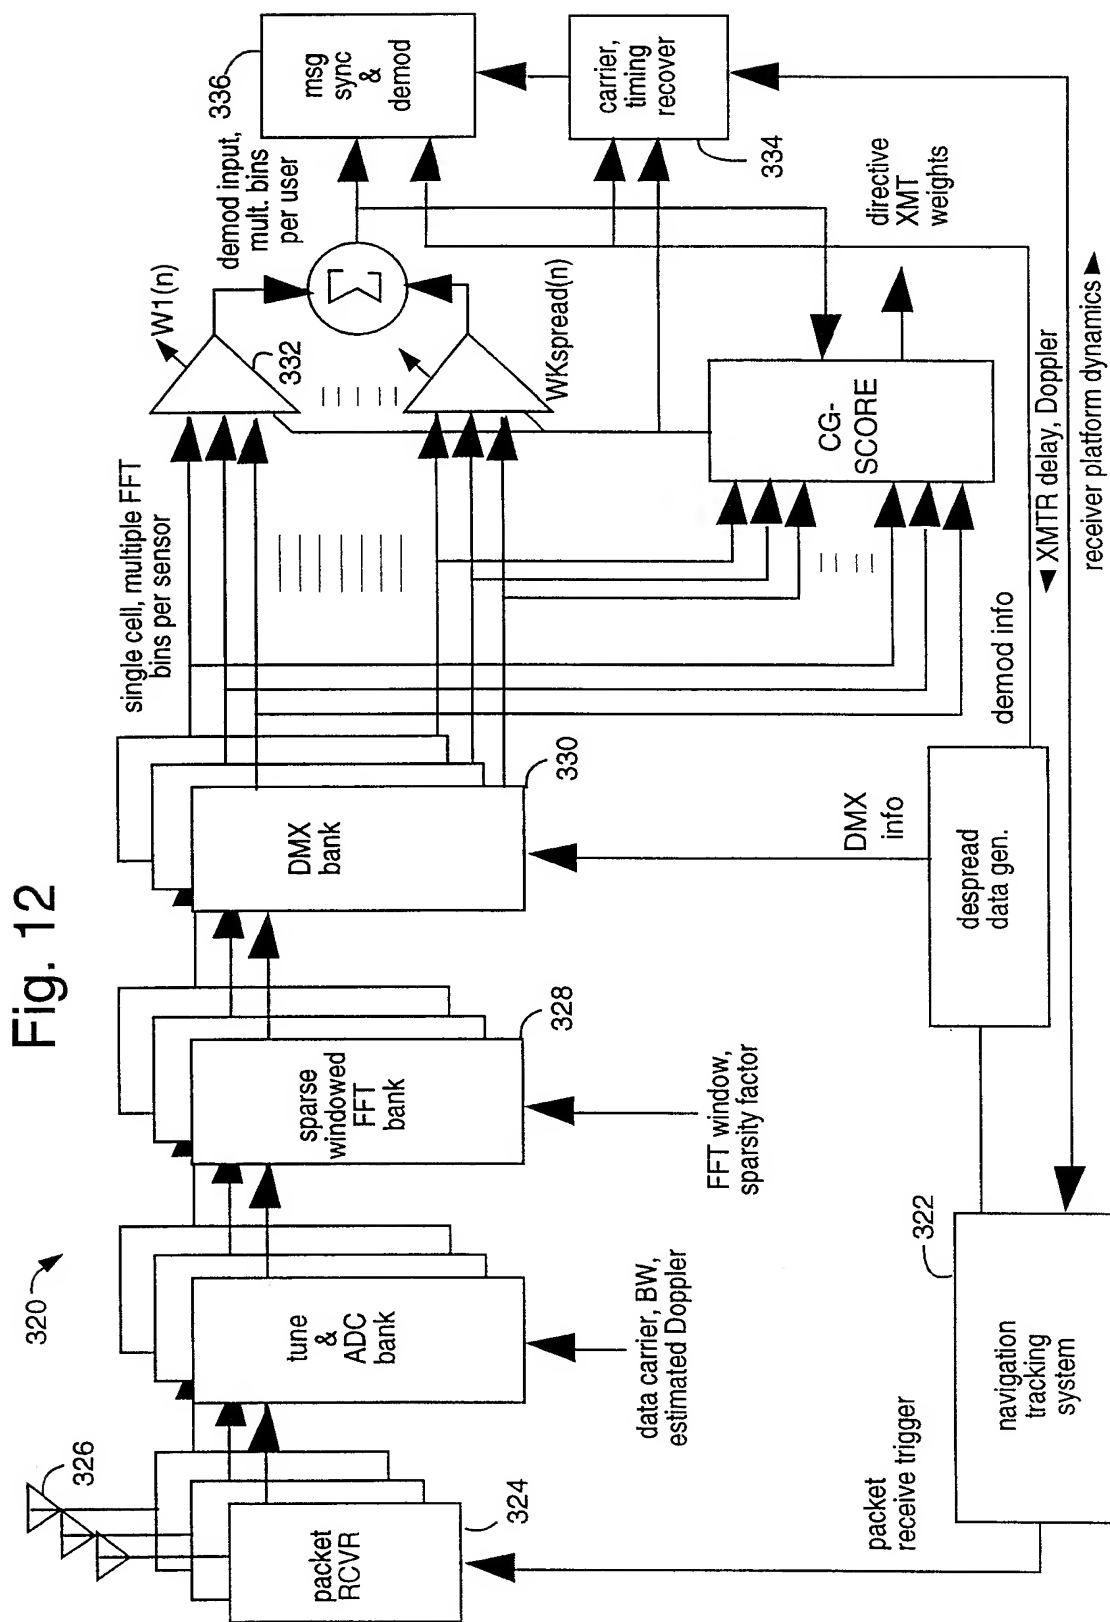 Fig. 12
320
326
packet
RCVR
324
tune
&
ADC
bank
data carrier, BW,
estimated Doppler
sparse
windowed
FFT
bank
328
FFT window,
sparsity factor
DMX
bank
330
DMX
info
single cell, multiple FFT
bins per sensor
W1(n)
332
WKspread(n)
Σ
demod input,
mult. bins
per user
336
msg
sync
&
demod
carrier,
timing
recover
334
CG-
SCORE
directive
XMT
weights
packet
receive trigger
navigation
tracking
system
322
despread
data gen.
demod info
XMTR delay, Doppler
receiver platform dynamics